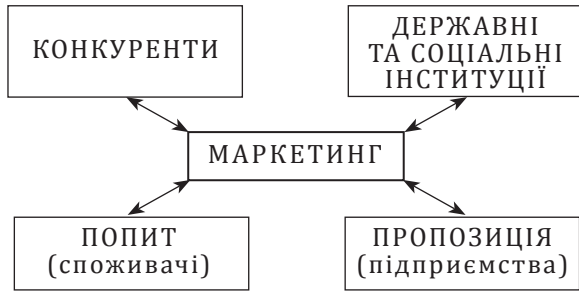 КОНКУРЕНТИ
ДЕРЖАВНІ
ТА СОЦІАЛЬНІ
ІНСТИТУЦІЇ
МАРКЕТИНГ
ПОПИТ
(споживачі)
ПРОПОЗИЦІЯ
(підприємства)